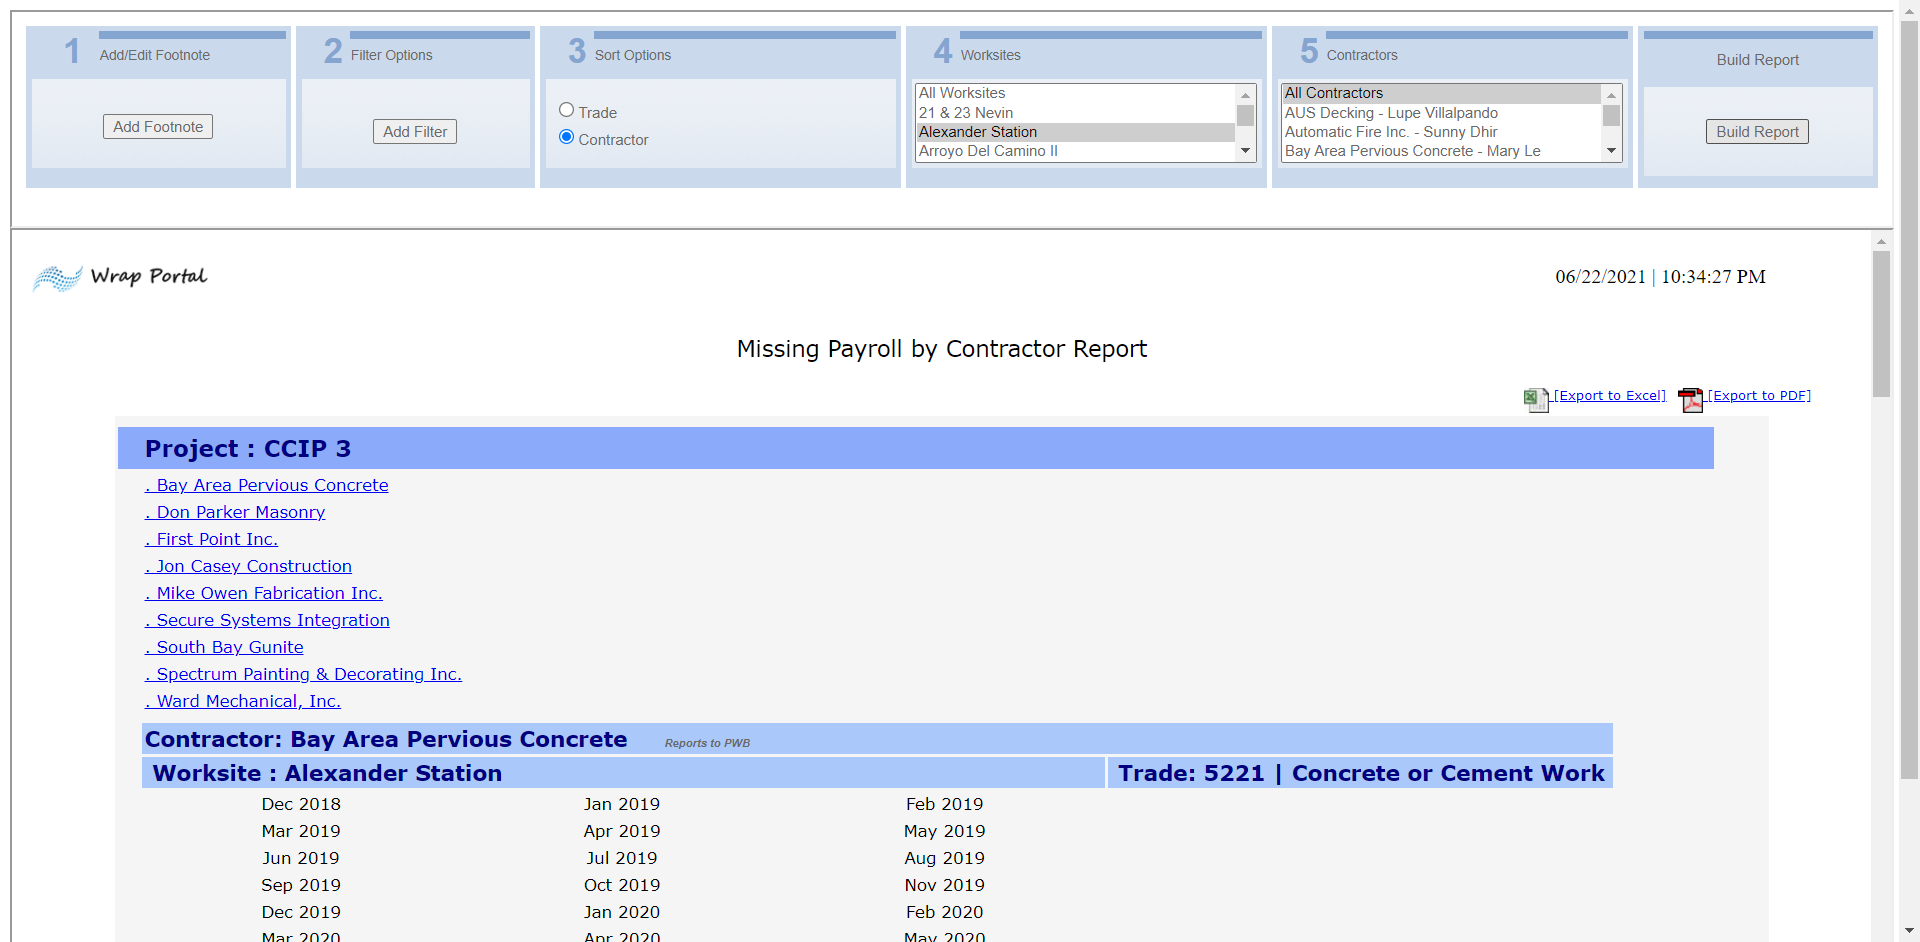 1 Add/Edit Footnote
Add Footnote
2 Filter Options
Add Filter
3 Sort Options
Trade
Contractor
4 Worksites
All Worksites
21 & 23 Nevin
Alexander Station
Arroyo Del Camino II
5 Contractors
All Contractors
AUS Decking - Lupe Villalpando
Automatic Fire Inc. - Sunny Dhir
Bay Area Pervious Concrete - Mary Le
Build Report
Build Report
Wrap Portal
06/22/2021 | 10:34:27 PM
Missing Payroll by Contractor Report
[Export to Excel] [Export to PDF]
Project : CCIP 3
. Bay Area Pervious Concrete
. Don Parker Masonry
. First Point Inc.
. Jon Casey Construction
. Mike Owen Fabrication Inc.
. Secure Systems Integration
. South Bay Gunite
. Spectrum Painting & Decorating Inc.
. Ward Mechanical, Inc.
Contractor: Bay Area Pervious Concrete Reports to PWB
Worksite : Alexander Station Trade: 5221 | Concrete or Cement Work
Dec 2018 Jan 2019 Feb 2019
Mar 2019 Apr 2019 May 2019
Jun 2019 Jul 2019 Aug 2019
Sep 2019 Oct 2019 Nov 2019
Dec 2019 Jan 2020 Feb 2020
Mar 2020 Apr 2020 May 2020